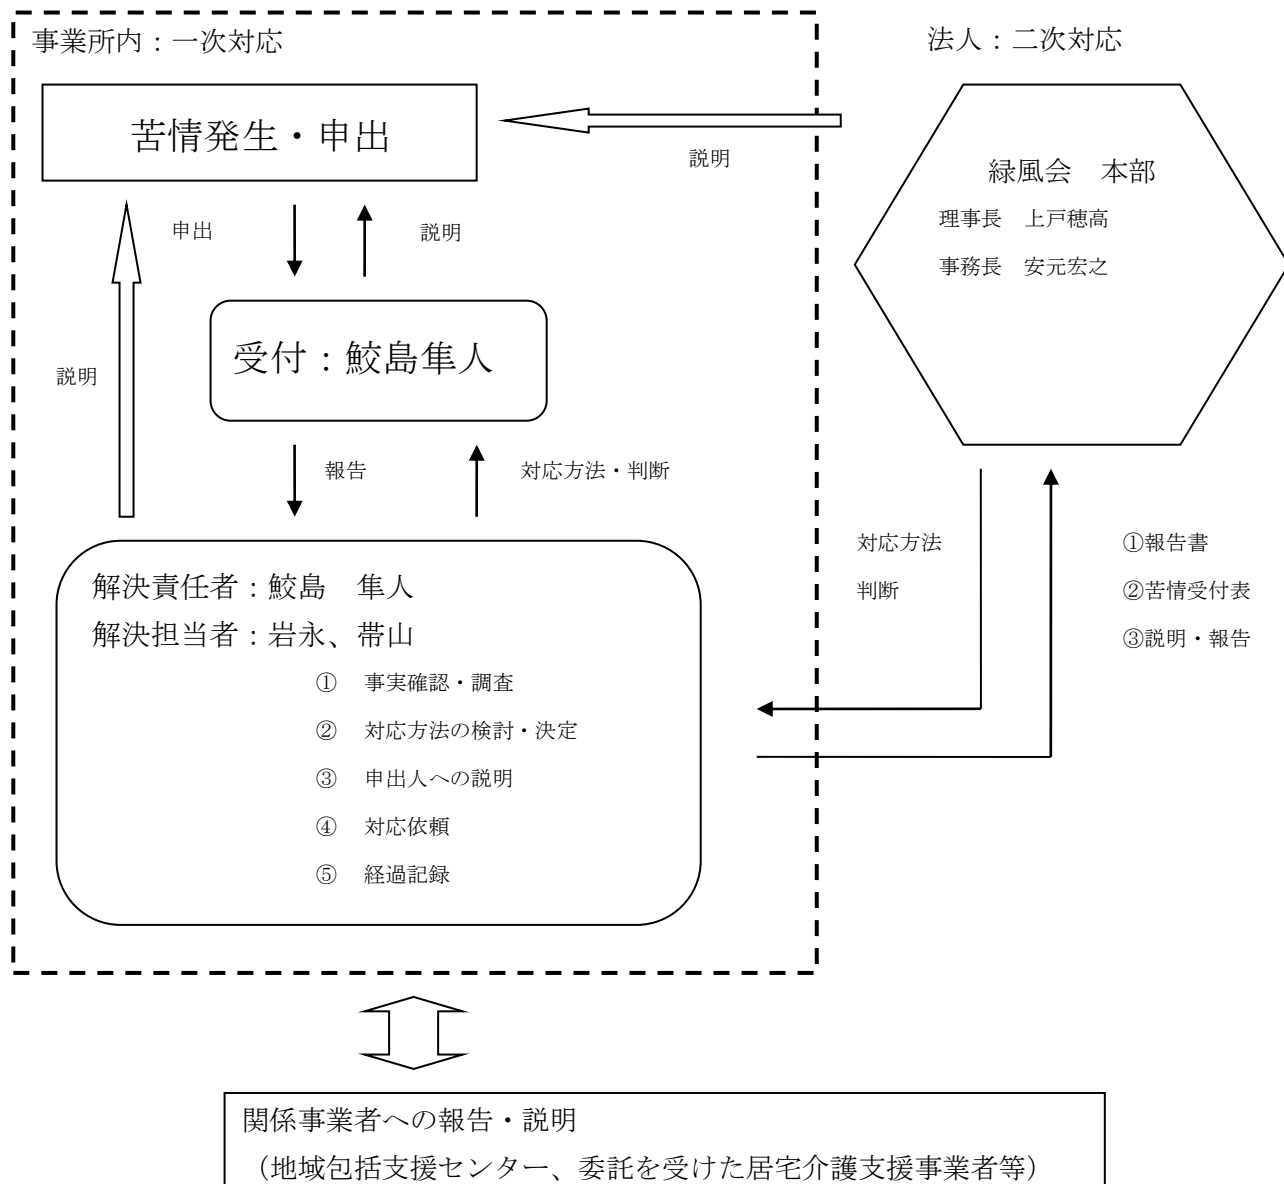 事業所内：一次対応
法人：二次対応
苦情発生・申出
説明
緑風会　本部
理事長　上戸穂高
事務長　安元宏之
申出
説明
受付：鮫島隼人
説明
報告
対応方法・判断
解決責任者：鮫島　隼人
解決担当者：岩永、帯山
①　事実確認・調査
②　対応方法の検討・決定
③　申出人への説明
④　対応依頼
⑤　経過記録
対応方法
判断
①報告書
②苦情受付表
③説明・報告
関係事業者への報告・説明
（地域包括支援センター、委託を受けた居宅介護支援事業者等）